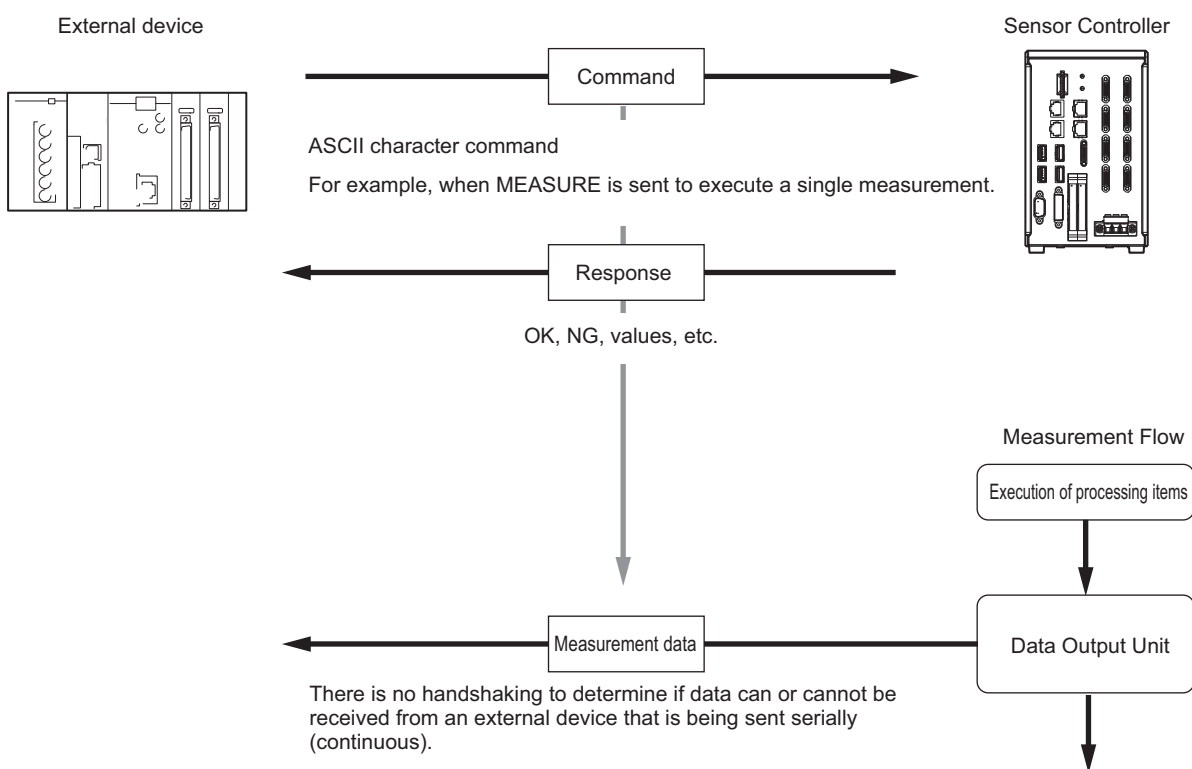 External device
Sensor Controller
Command
ASCII character command
For example, when MEASURE is sent to execute a single measurement.
Response
OK, NG, values, etc.
Measurement Flow
Execution of processing items
Measurement data
Data Output Unit
There is no handshaking to determine if data can or cannot be
received from an external device that is being sent serially
(continuous).